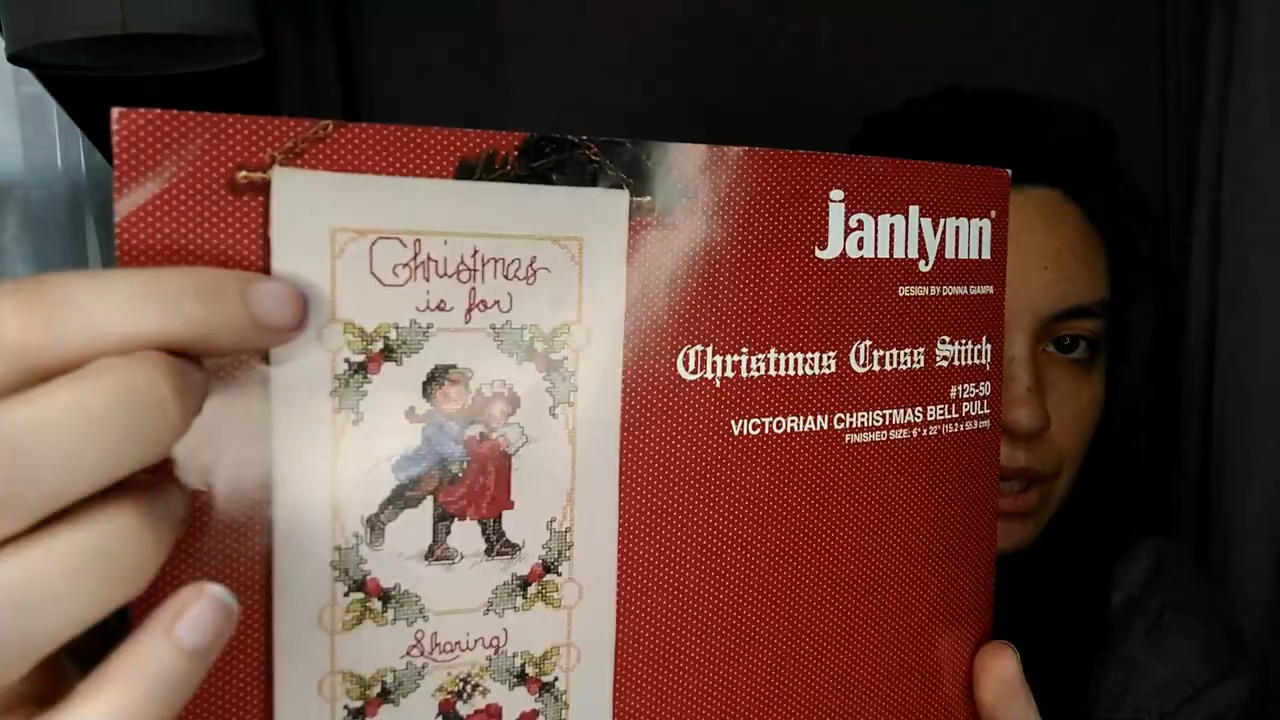 Christmas
is for
Sharing
janlynn®
DESIGN BY DONNA GIAMPA
Christmas Cross Stitch
#125-50
VICTORIAN CHRISTMAS BELL PULL
FINISHED SIZE: 6" x 22" (15.2 x 55.9 cm)